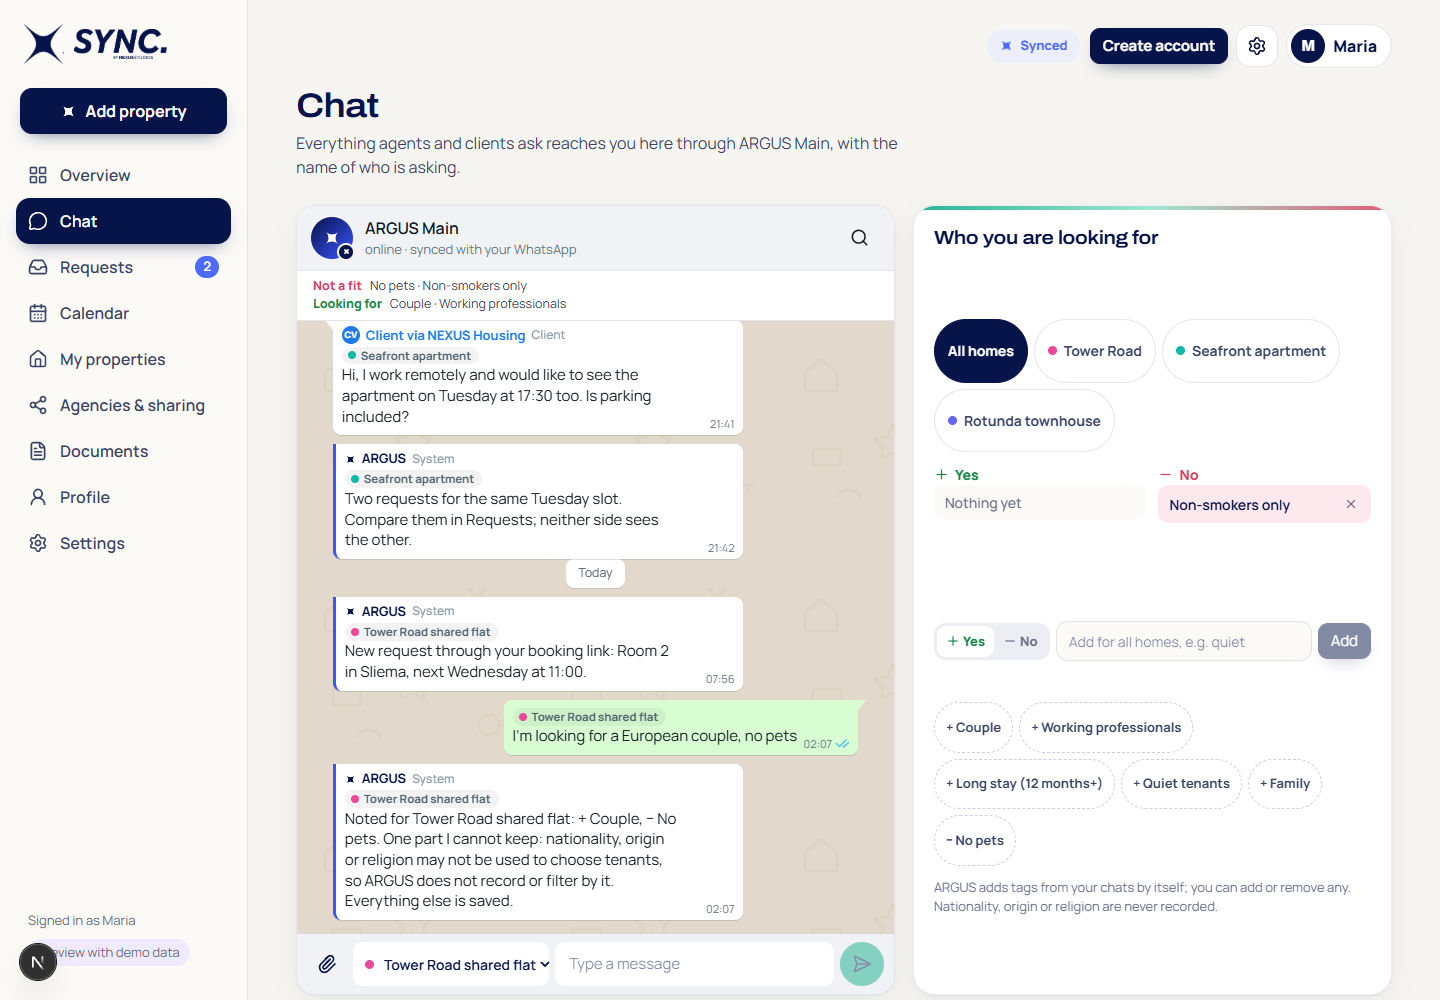 SYNC.
BY NEXUS STUDIOS
Add property
Overview
Chat
Requests 2
Calendar
My properties
Agencies & sharing
Documents
Profile
Settings
Signed in as Maria
eview with demo data
N
Synced
Create account
M Maria
Chat
Everything agents and clients ask reaches you here through ARGUS Main, with the
name of who is asking.
ARGUS Main
online · synced with your WhatsApp
Not a fit No pets · Non-smokers only
Looking for Couple · Working professionals
CV Client via NEXUS Housing Client
Seafront apartment
Hi, I work remotely and would like to see the
apartment on Tuesday at 17:30 too. Is parking
included?
21:41
ARGUS System
Seafront apartment
Two requests for the same Tuesday slot.
Compare them in Requests; neither side sees
the other.
21:42
Today
ARGUS System
Tower Road shared flat
New request through your booking link: Room 2
in Sliema, next Wednesday at 11:00.
07:56
Tower Road shared flat
I'm looking for a European couple, no pets
02:07
ARGUS System
Tower Road shared flat
Noted for Tower Road shared flat: + Couple, − No
pets. One part I cannot keep: nationality, origin
or religion may not be used to choose tenants,
so ARGUS does not record or filter by it.
Everything else is saved.
02:07
Tower Road shared flat
Type a message
Who you are looking for
All homes
Tower Road
Seafront apartment
Rotunda townhouse
+ Yes
− No
Nothing yet
Non-smokers only ×
+ Yes − No
Add for all homes, e.g. quiet
Add
+ Couple
+ Working professionals
+ Long stay (12 months+)
+ Quiet tenants
+ Family
− No pets
ARGUS adds tags from your chats by itself; you can add or remove any.
Nationality, origin or religion are never recorded.